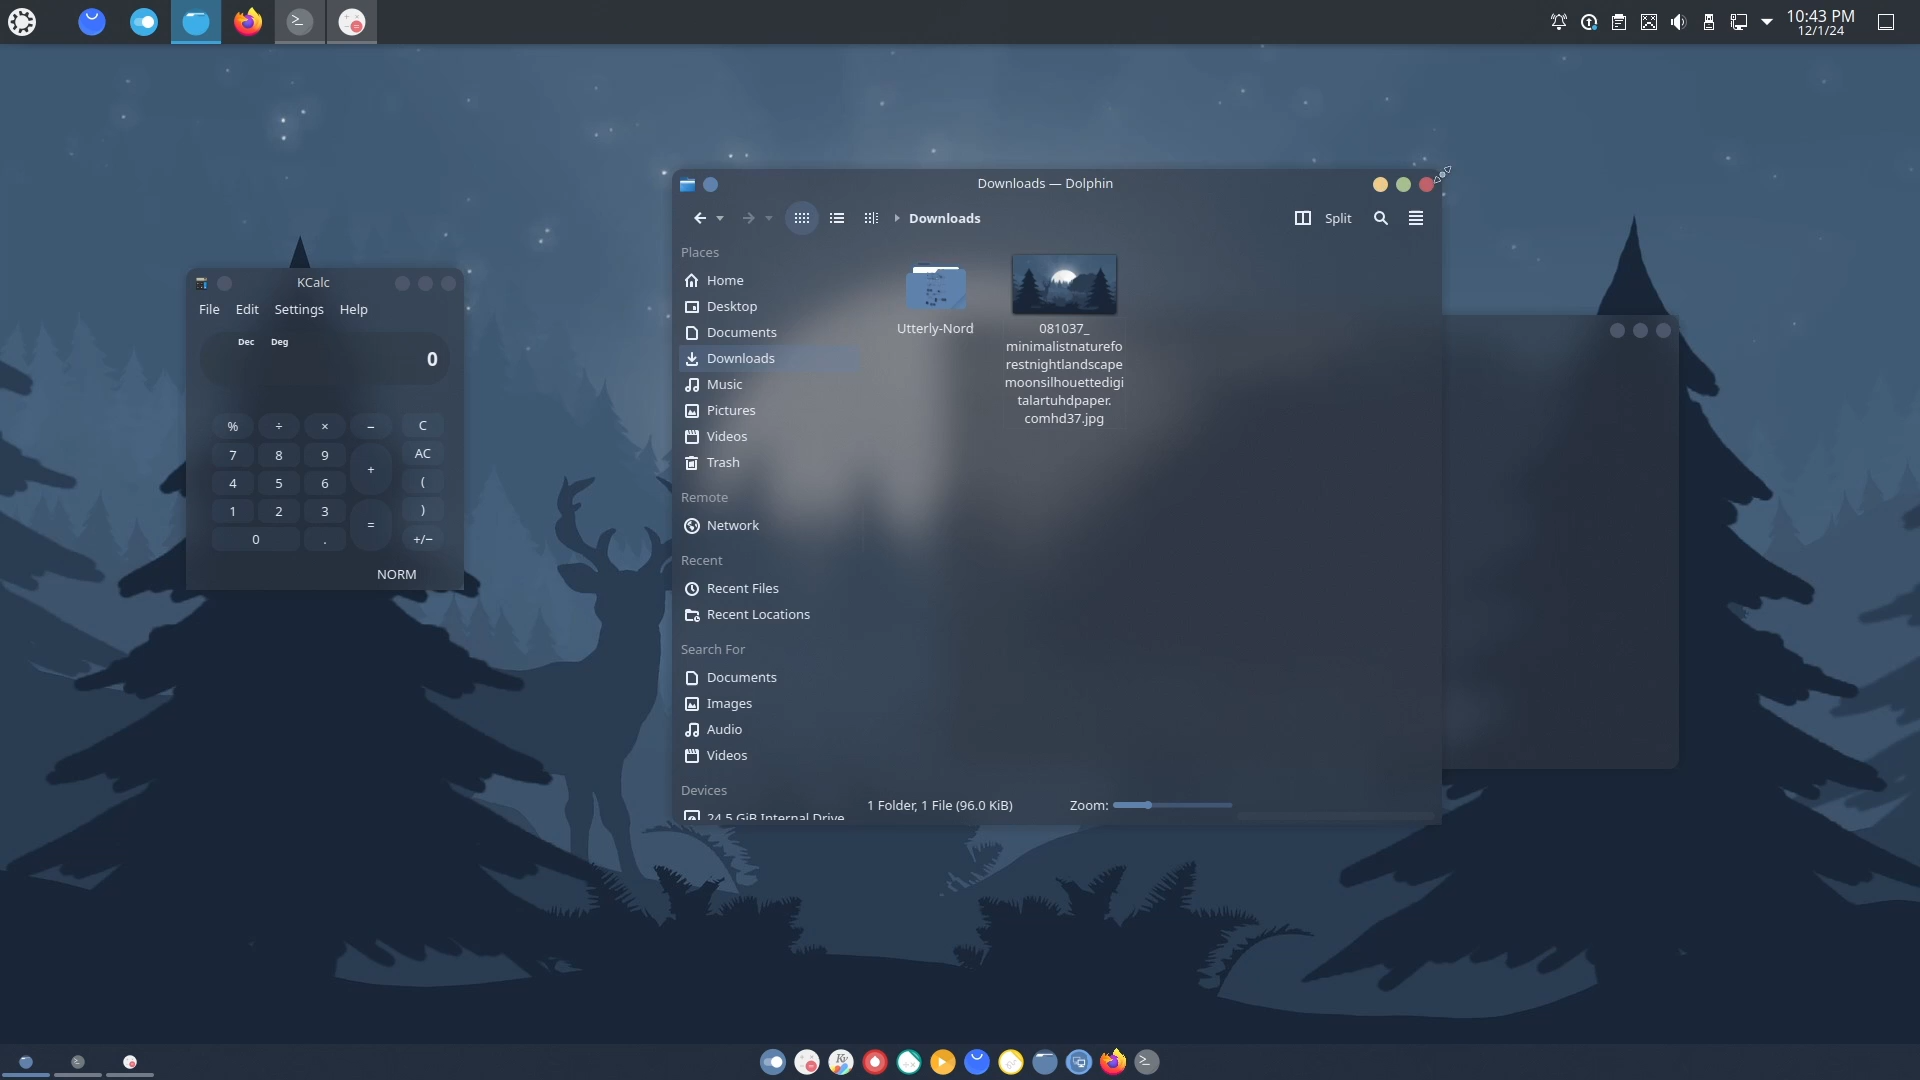 10:43 PM
12/1/24
Downloads — Dolphin
Downloads
Split
Places
Home
Desktop
Documents
Downloads
Music
Pictures
Videos
Trash
Remote
Network
Recent
Recent Files
Recent Locations
Search For
Documents
Images
Audio
Videos
Devices
24.5 GiB Internal Drive
Utterly-Nord
081037_
minimalistnaturefo
restnightlandscape
moonsilhouettedigi
talartuhdpaper.
comhd37.jpg
1 Folder, 1 File (96.0 KiB)
Zoom:
KCalc
File Edit Settings Help
Dec Deg
0
% ÷ × − C
7 8 9 + AC
4 5 6 (
1 2 3 = )
0 . +/−
NORM